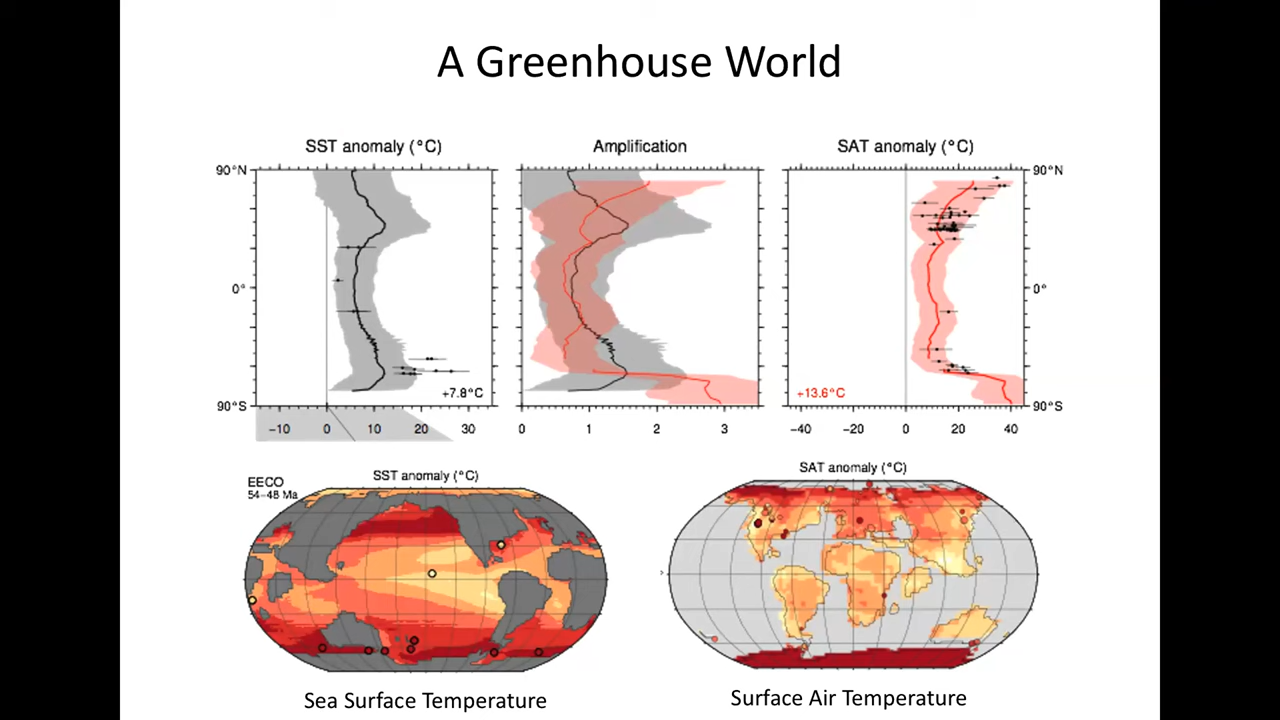 A Greenhouse World
SST anomaly (°C)
Amplification
SAT anomaly (°C)
90°N
90°N
0°
0°
+7.8°C
+13.6°C
90°S
90°S
−10 0 10 20 30
0 1 2 3
−40 −20 0 20 40
EECO
54−48 Ma
SST anomaly (°C)
SAT anomaly (°C)
Sea Surface Temperature
Surface Air Temperature